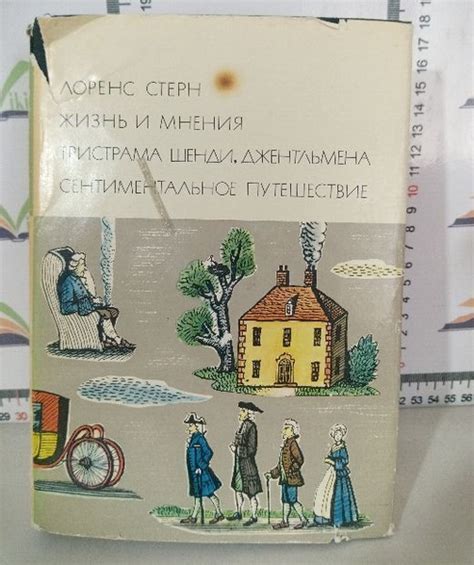 ЛОРЕНС СТЕРН
ЖИЗНЬ И МНЕНИЯ
ТРИСТРАМА ШЕНДИ, ДЖЕНТЛЬМЕНА
СЕНТИМЕНТАЛЬНОЕ ПУТЕШЕСТВИЕ